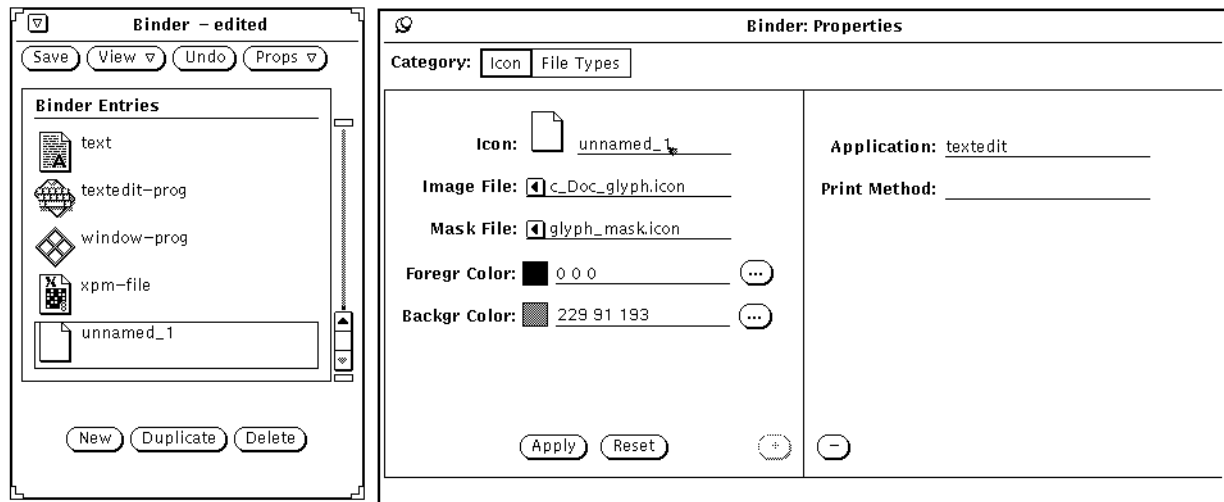 Binder – edited
Save View Undo Props
Binder Entries
text
textedit–prog
window–prog
xpm–file
unnamed_1
New Duplicate Delete
Binder: Properties
Category: Icon File Types
Icon: unnamed_1
Image File: c_Doc_glyph.icon
Mask File: glyph_mask.icon
Foregr Color: 0 0 0 ...
Backgr Color: 229 91 193 ...
Apply Reset +
Application: textedit
Print Method:
–